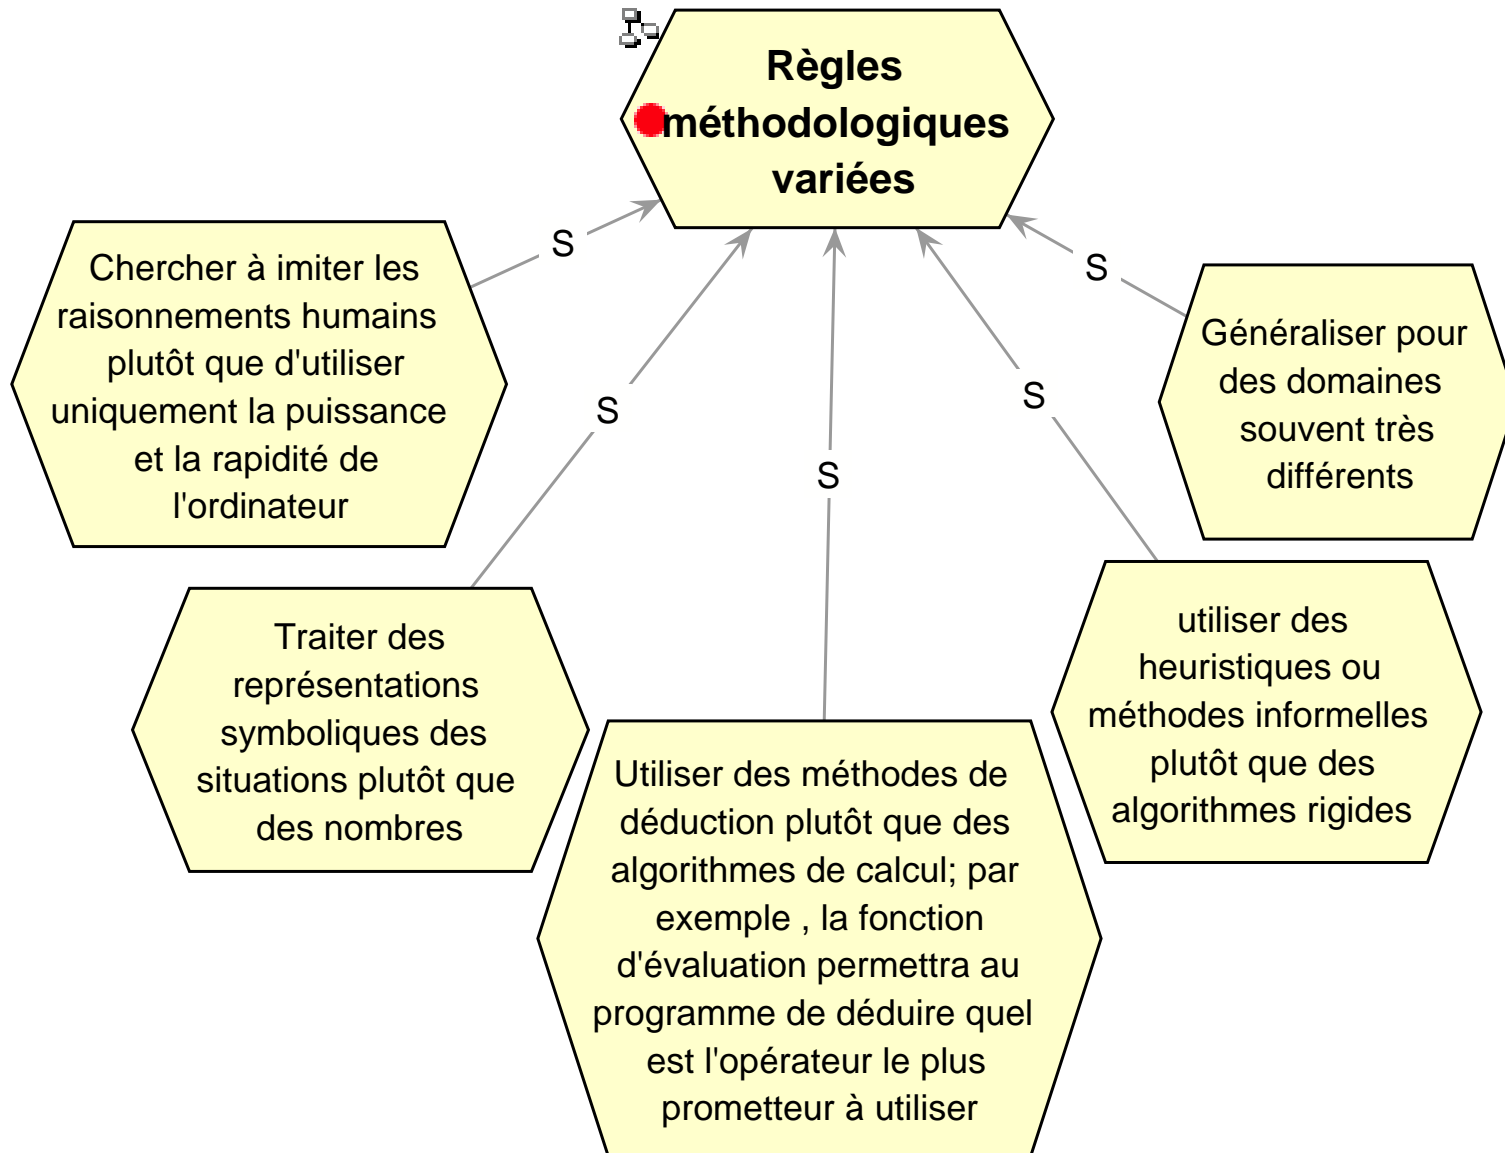 Règles
méthodologiques
variées
S
S
S
S
S
Chercher à imiter les
raisonnements humains
plutôt que d'utiliser
uniquement la puissance
et la rapidité de
l'ordinateur
Généraliser pour
des domaines
souvent très
différents
Traiter des
représentations
symboliques des
situations plutôt que
des nombres
utiliser des
heuristiques ou
méthodes informelles
plutôt que des
algorithmes rigides
Utiliser des méthodes de
déduction plutôt que des
algorithmes de calcul; par
exemple , la fonction
d'évaluation permettra au
programme de déduire quel
est l'opérateur le plus
prometteur à utiliser